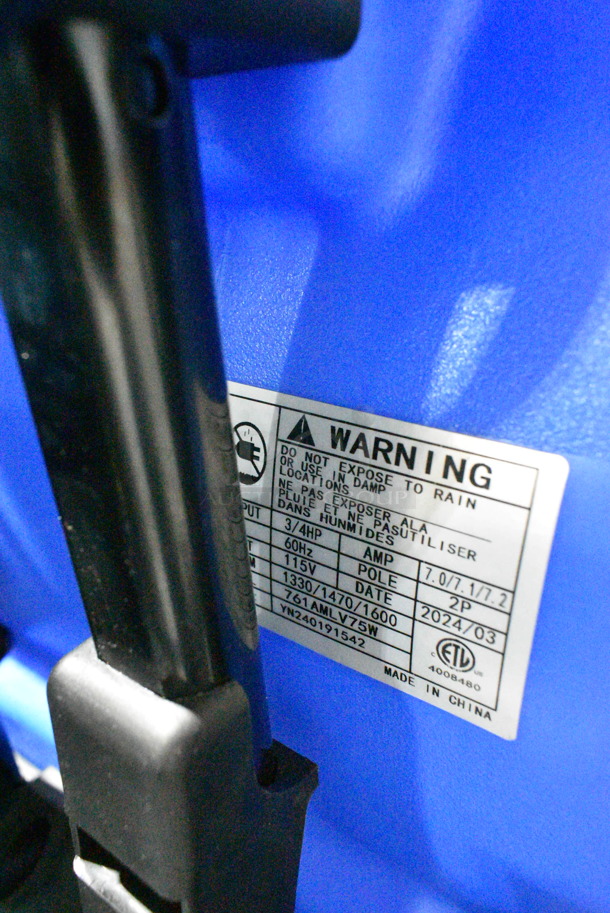 WARNING
DO NOT EXPOSE TO RAIN
OR USE IN DAMP
LOCATIONS
NE PAS EXPOSER ALA
PLUIE ET NE PASUTILISER
DANS HUNMIDES
3/4HP AMP 7.0/7.1/7.2
60Hz POLE 2P
115V DATE 2024/03
1330/1470/1600
761AMLV75W
YN240191542
ETL
C US
4008480
MADE IN CHINA